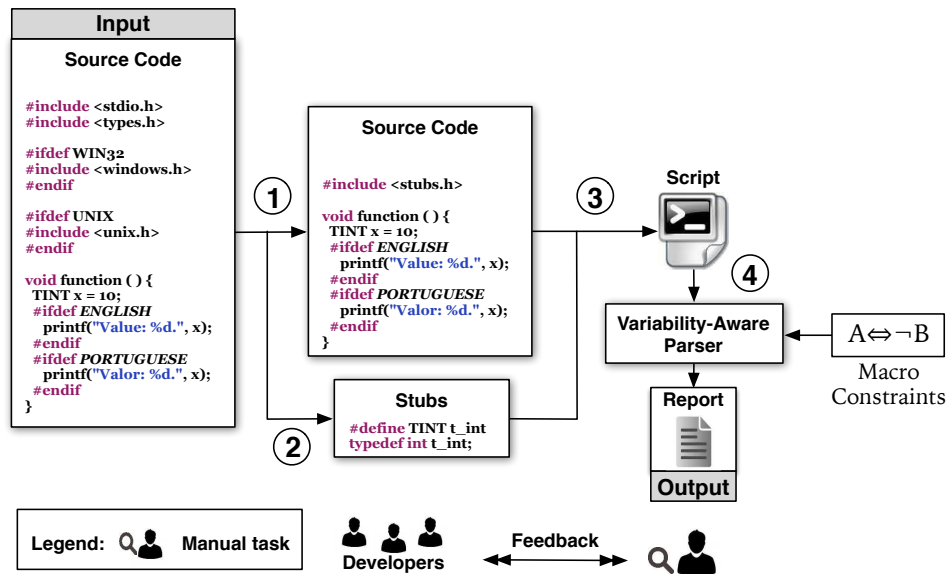 Input
Source Code
#include <stdio.h>
#include <types.h>
#ifdef WIN32
#include <windows.h>
#endif
#ifdef UNIX
#include <unix.h>
#endif
void function ( ) {
TINT x = 10;
#ifdef ENGLISH
printf("Value: %d.", x);
#endif
#ifdef PORTUGUESE
printf("Valor: %d.", x);
#endif
}
1
Source Code
#include <stubs.h>
void function ( ) {
TINT x = 10;
#ifdef ENGLISH
printf("Value: %d.", x);
#endif
#ifdef PORTUGUESE
printf("Valor: %d.", x);
#endif
}
2
Stubs
#define TINT t_int
typedef int t_int;
3
Script
4
Variability-Aware
Parser
A⇔¬B
Macro
Constraints
Report
Output
Legend:
Manual task
Developers
Feedback